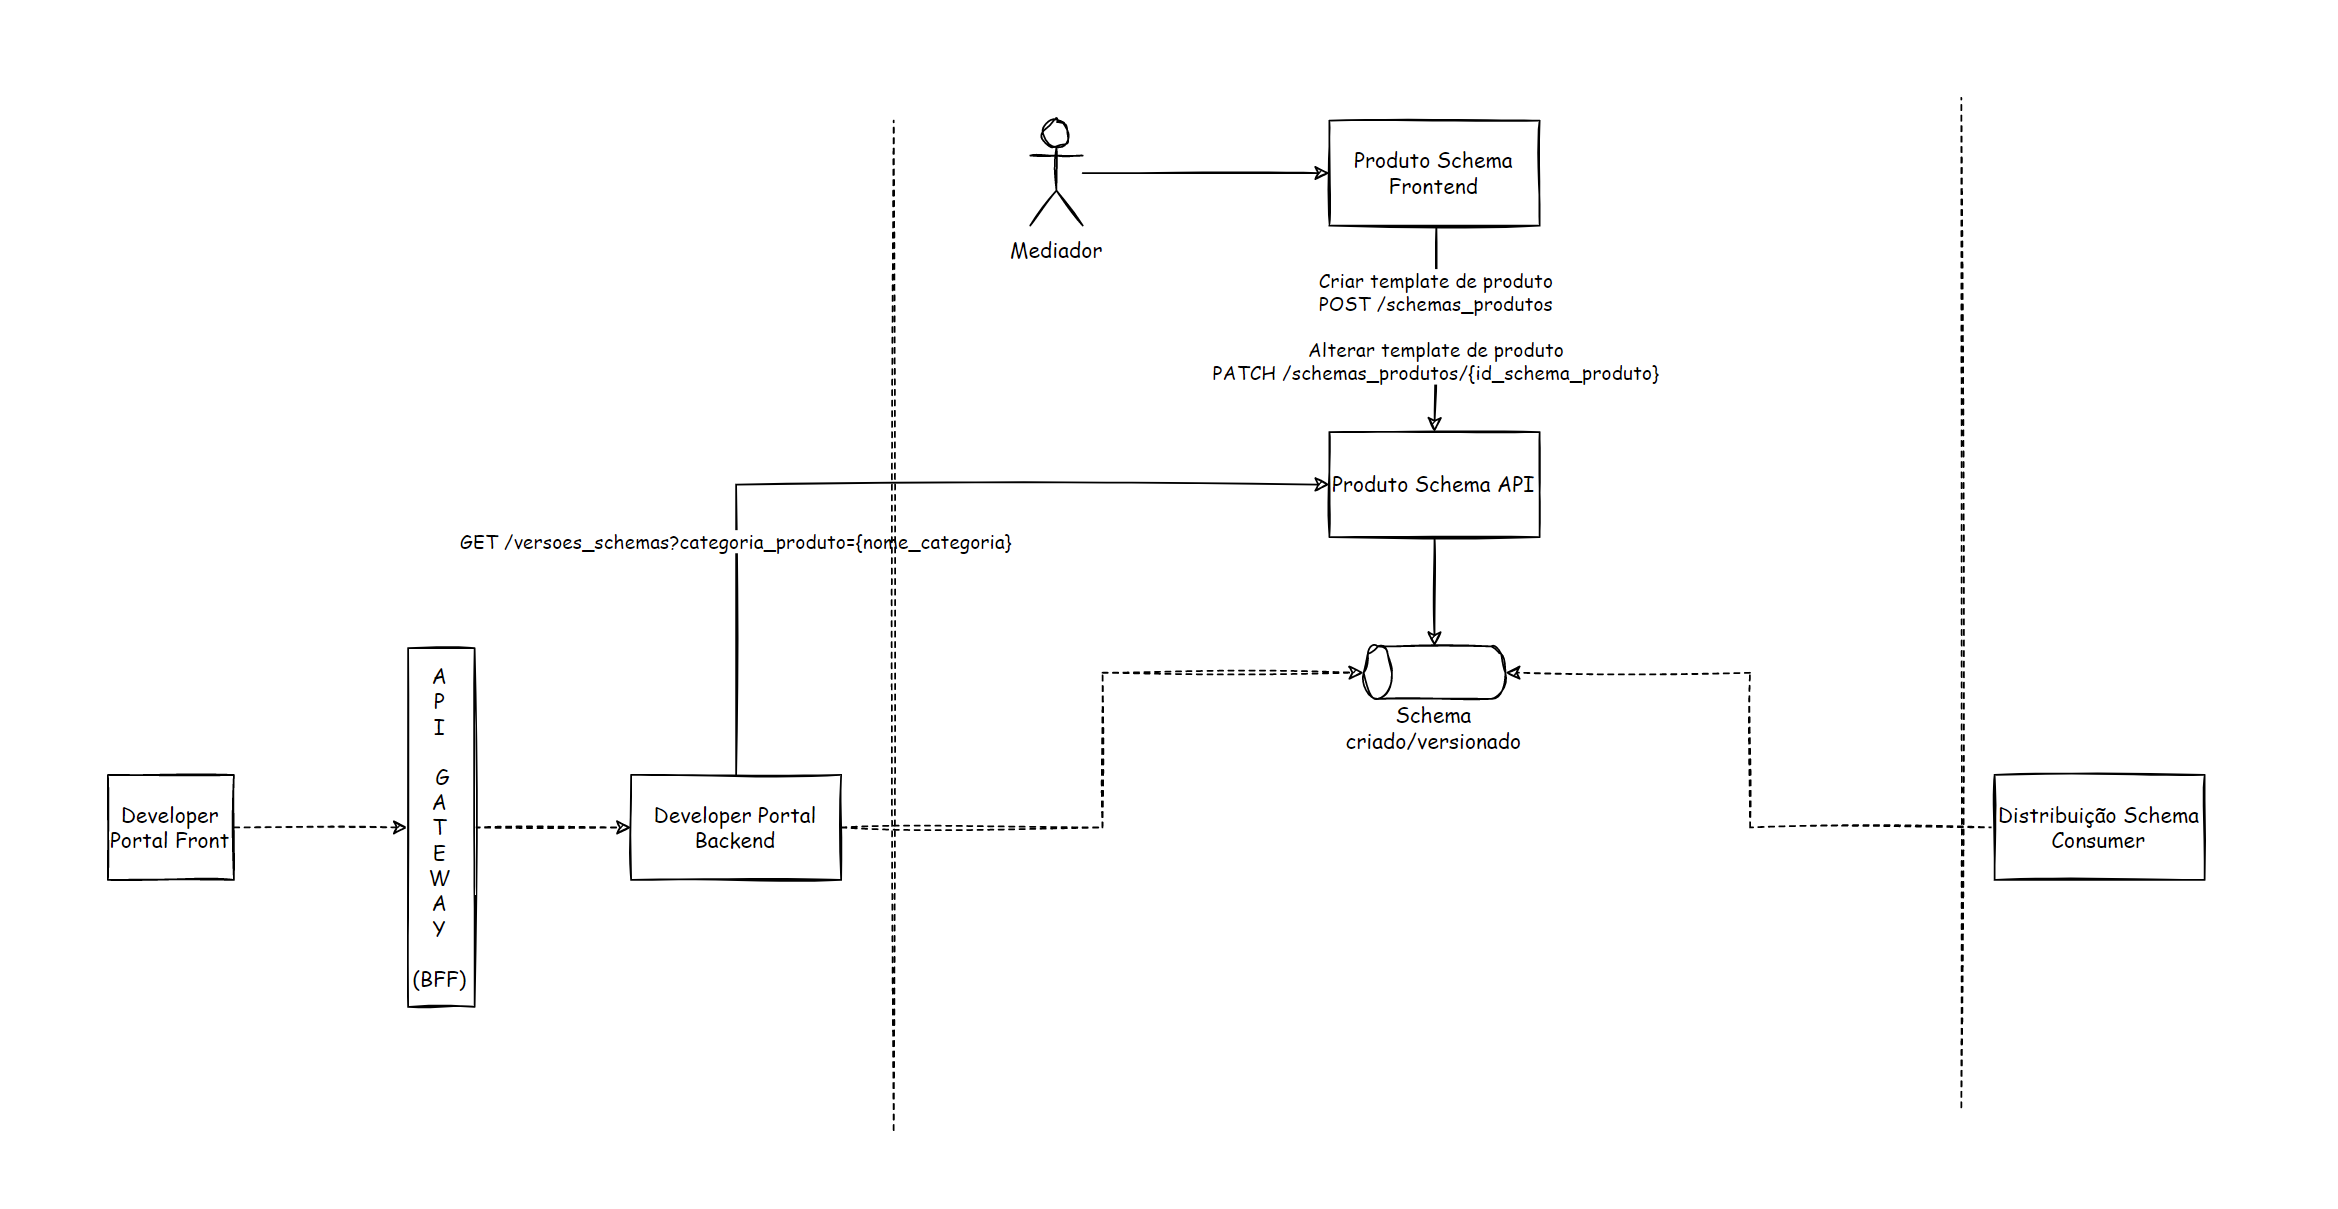 Mediador
Produto Schema
Frontend
Criar template de produto
POST /schemas_produtos
Alterar template de produto
PATCH /schemas_produtos/{id_schema_produto}
Produto Schema API
GET /versoes_schemas?categoria_produto={nome_categoria}
Schema
criado/versionado
Developer
Portal Front
A
P
I
G
A
T
E
W
A
Y
(BFF)
Developer Portal
Backend
Distribuição Schema
Consumer